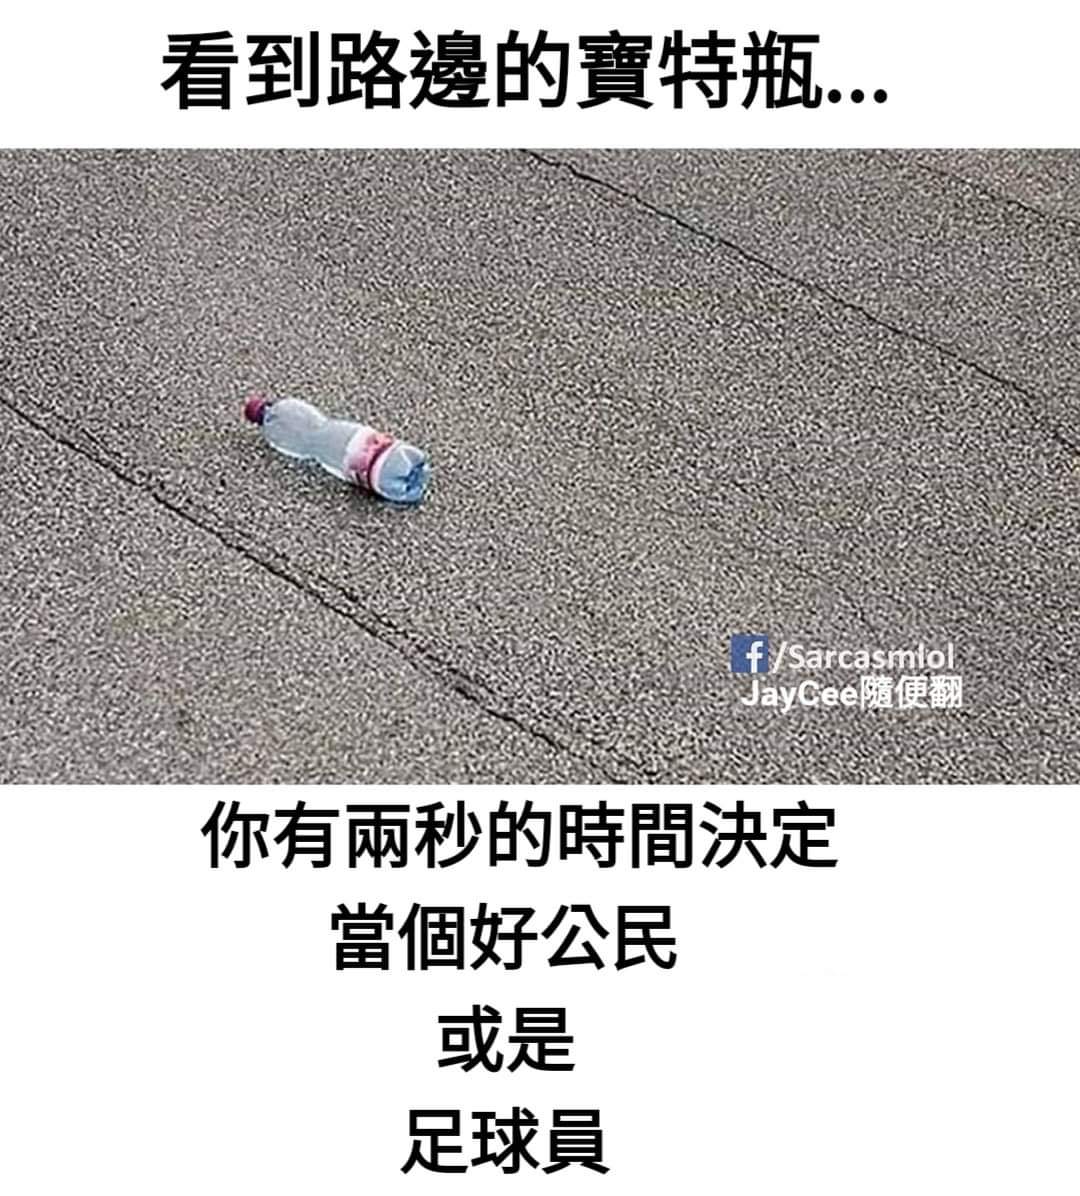 看到路邊的寶特瓶...
f/Sarcasmlol
JayCee隨便翻
你有兩秒的時間決定
當個好公民
或是
足球員